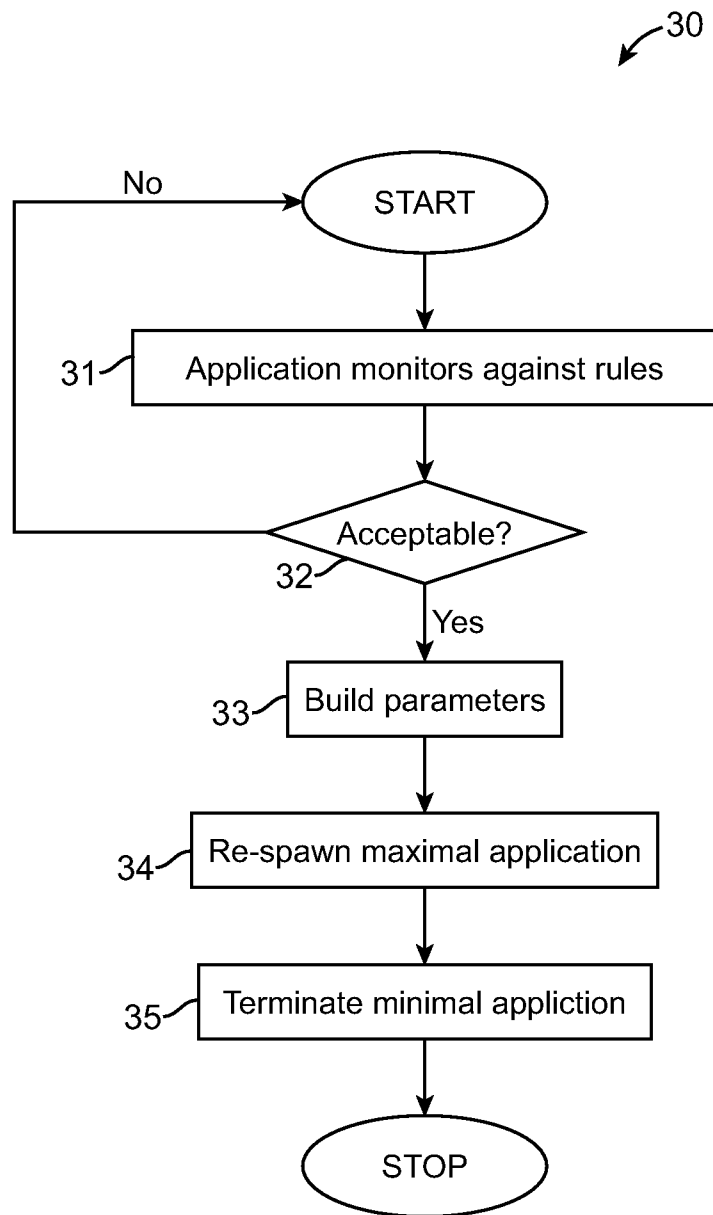 30
No
START
31
Application monitors against rules
Acceptable?
32
Yes
33
Build parameters
34
Re-spawn maximal application
35
Terminate minimal appliction
STOP